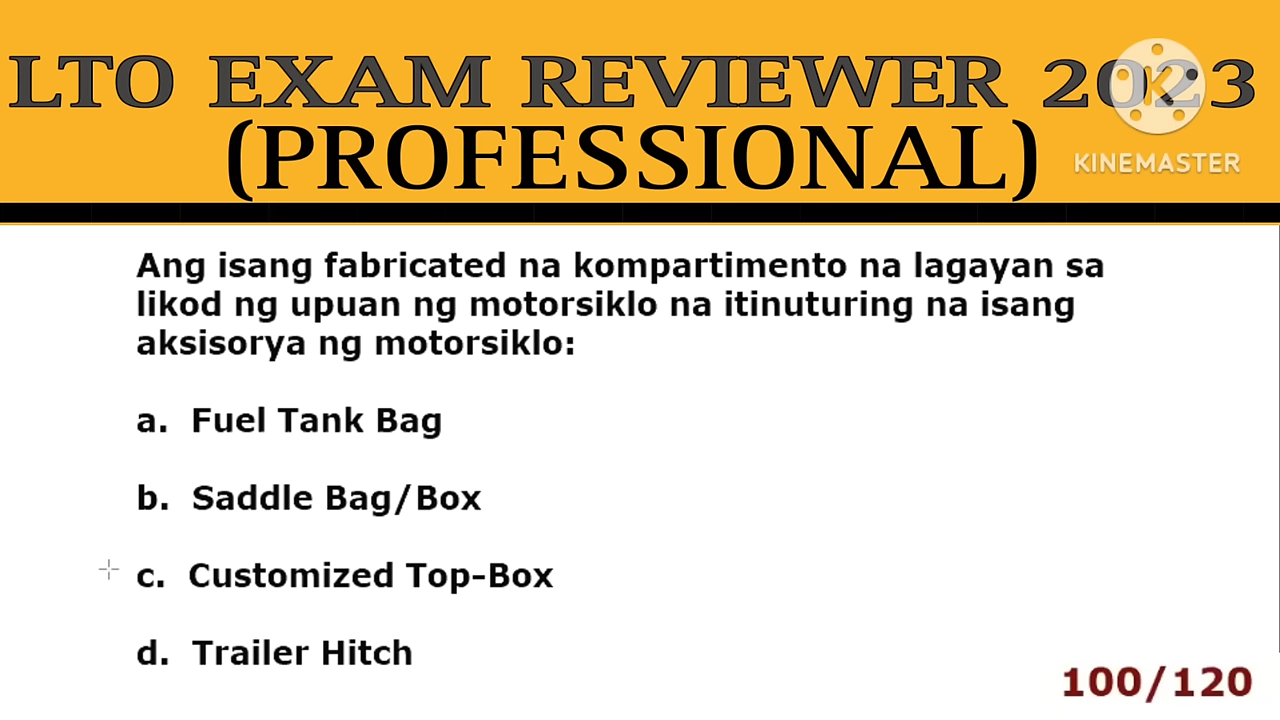 LTO EXAM REVIEWER 2023
(PROFESSIONAL)
KINEMASTER
Ang isang fabricated na kompartimento na lagayan sa
likod ng upuan ng motorsiklo na itinuturing na isang
aksisorya ng motorsiklo:
a. Fuel Tank Bag
b. Saddle Bag/Box
c. Customized Top-Box
d. Trailer Hitch
100/120